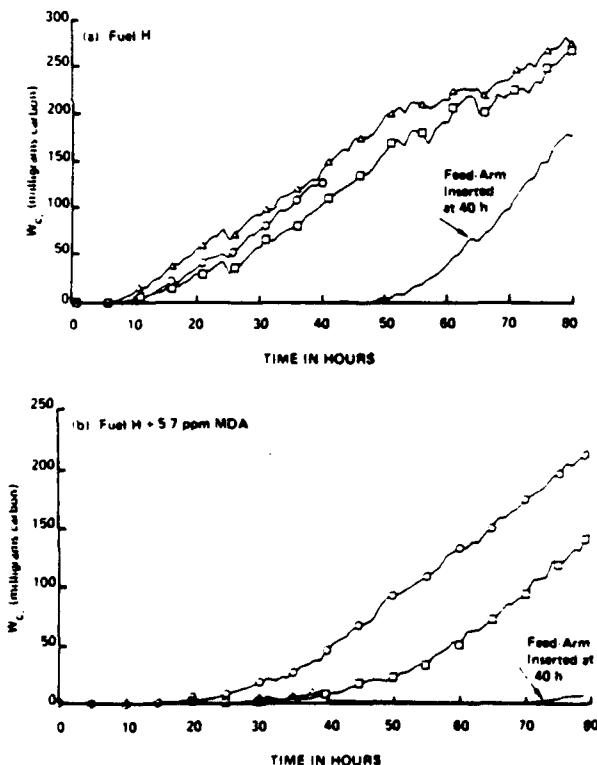 (a) Fuel H
300
250
200
150
100
50
0
W_c, (milligrams carbon)
Feed-Arm
Inserted
at 40 h
0 10 20 30 40 50 60 70 80
TIME IN HOURS
(b) Fuel H + 5.7 ppm MDA
250
200
150
100
50
0
W_c, (milligrams carbon)
Feed-Arm
Inserted at
40 h
0 10 20 30 40 50 60 70 80
TIME IN HOURS